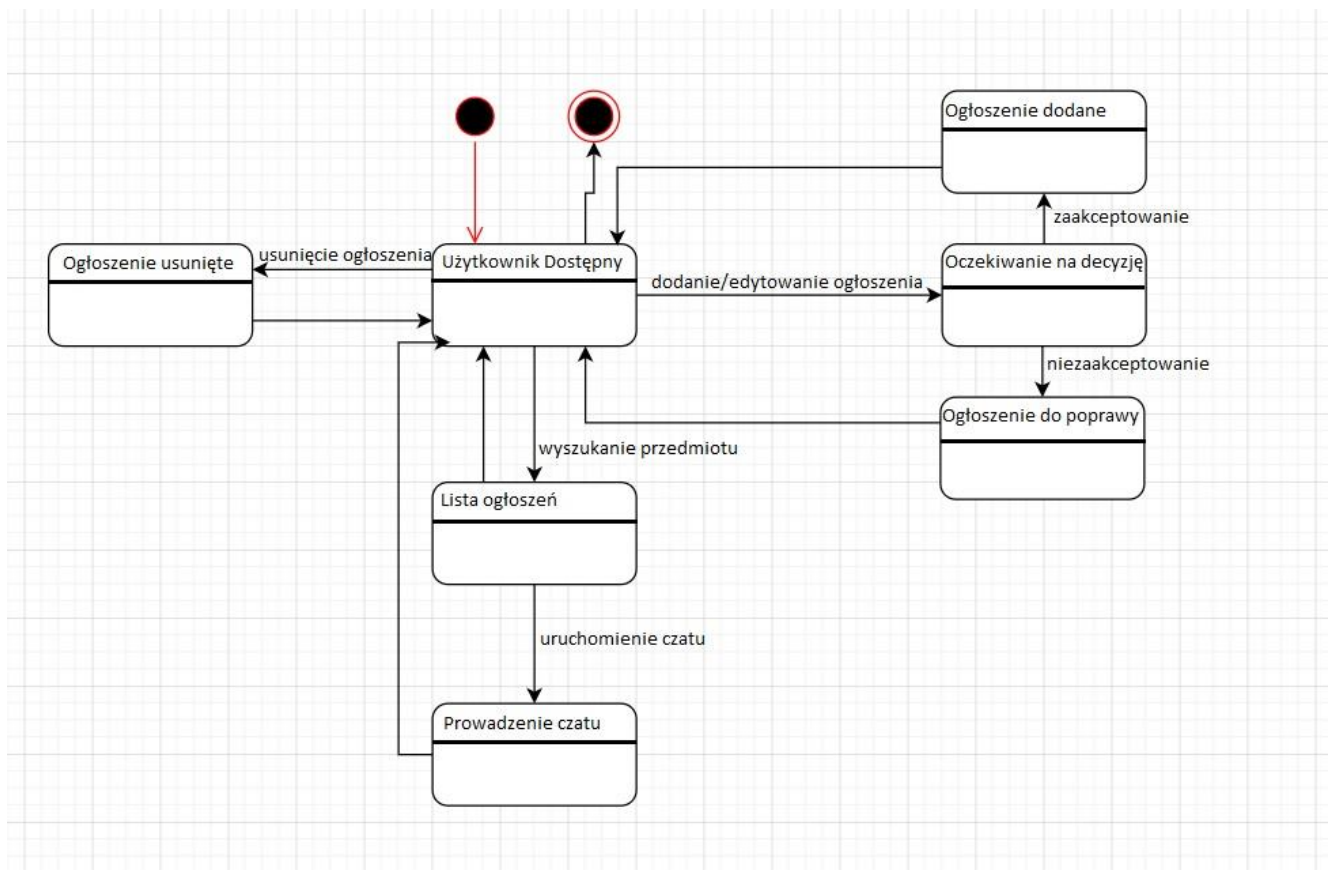 Ogłoszenie dodane
zaakceptowanie
Ogłoszenie usunięte
usunięcie ogłoszenia
Użytkownik Dostępny
dodanie/edytowanie ogłoszenia
Oczekiwanie na decyzję
niezaakceptowanie
Ogłoszenie do poprawy
wyszukanie przedmiotu
Lista ogłoszeń
uruchomienie czatu
Prowadzenie czatu